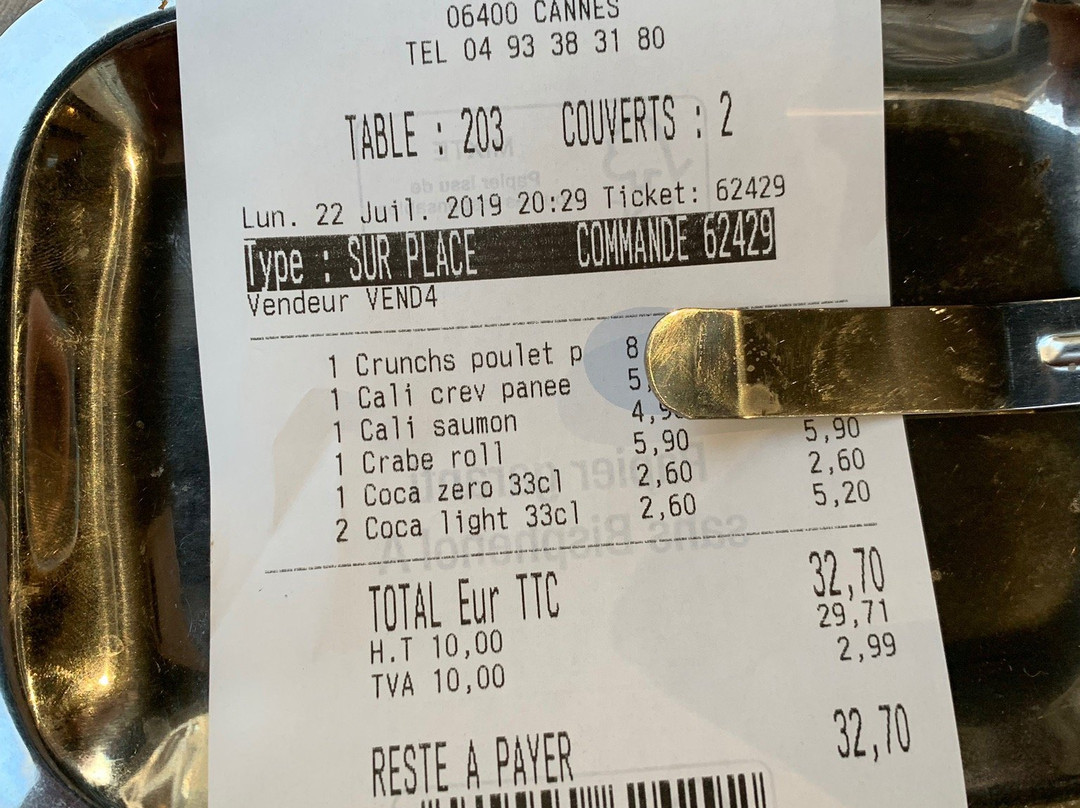 06400 CANNES
TEL 04 93 38 31 80
TABLE : 203 COUVERTS : 2
Lun. 22 Juil. 2019 20:29 Ticket: 62429
Type : SUR PLACE COMMANDE 62429
Vendeur VEND4
1 Crunchs poulet p 8
1 Cali crev panee 5,
1 Cali saumon 4,9
1 Crabe roll 5,90 5,90
1 Coca zero 33cl 2,60 2,60
2 Coca light 33cl 2,60 5,20
TOTAL Eur TTC 32,70
H.T 10,00 29,71
TVA 10,00 2,99
RESTE A PAYER 32,70